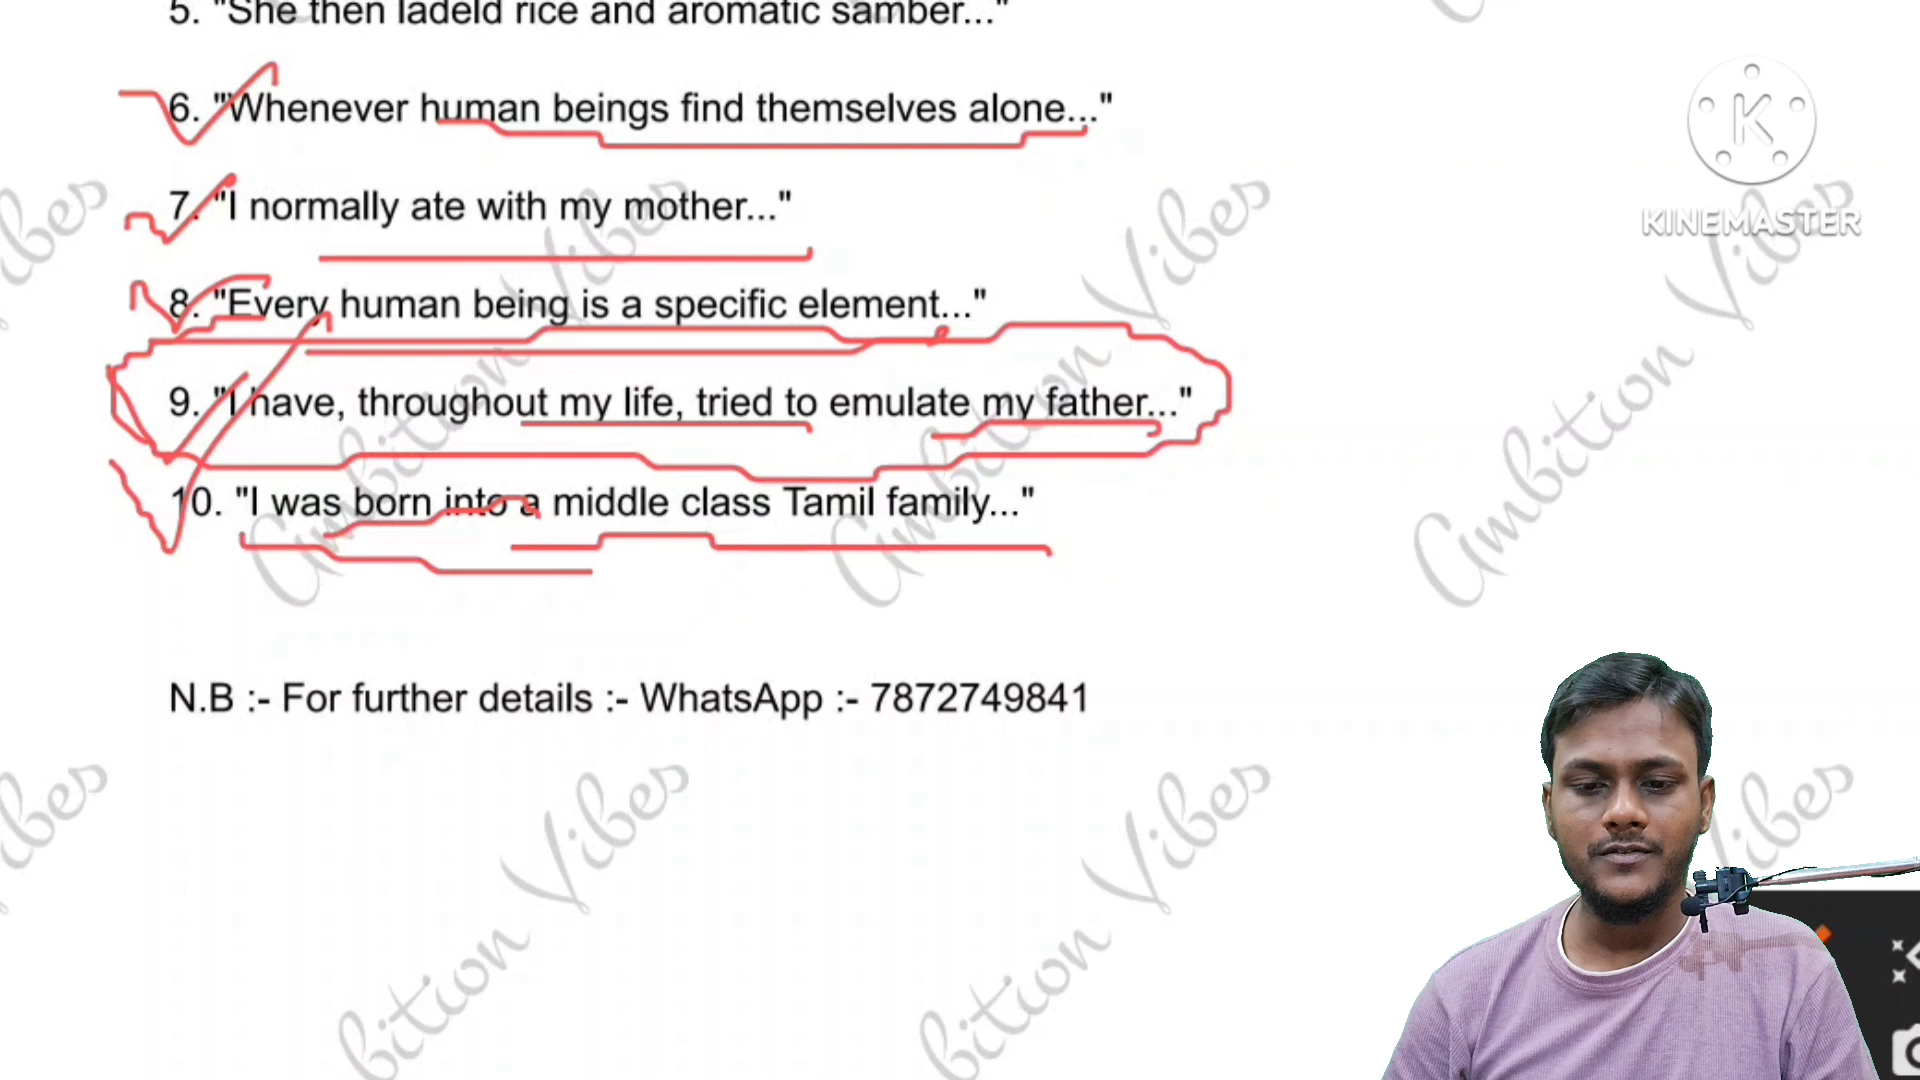 5. "She then ladeld rice and aromatic samber..."
6. "Whenever human beings find themselves alone..."
K
KINEMASTER
7. "I normally ate with my mother..."
8. "Every human being is a specific element..."
9. "I have, throughout my life, tried to emulate my father..."
10. "I was born into a middle class Tamil family..."
N.B :- For further details :- WhatsApp :- 7872749841
Ambition Vibes